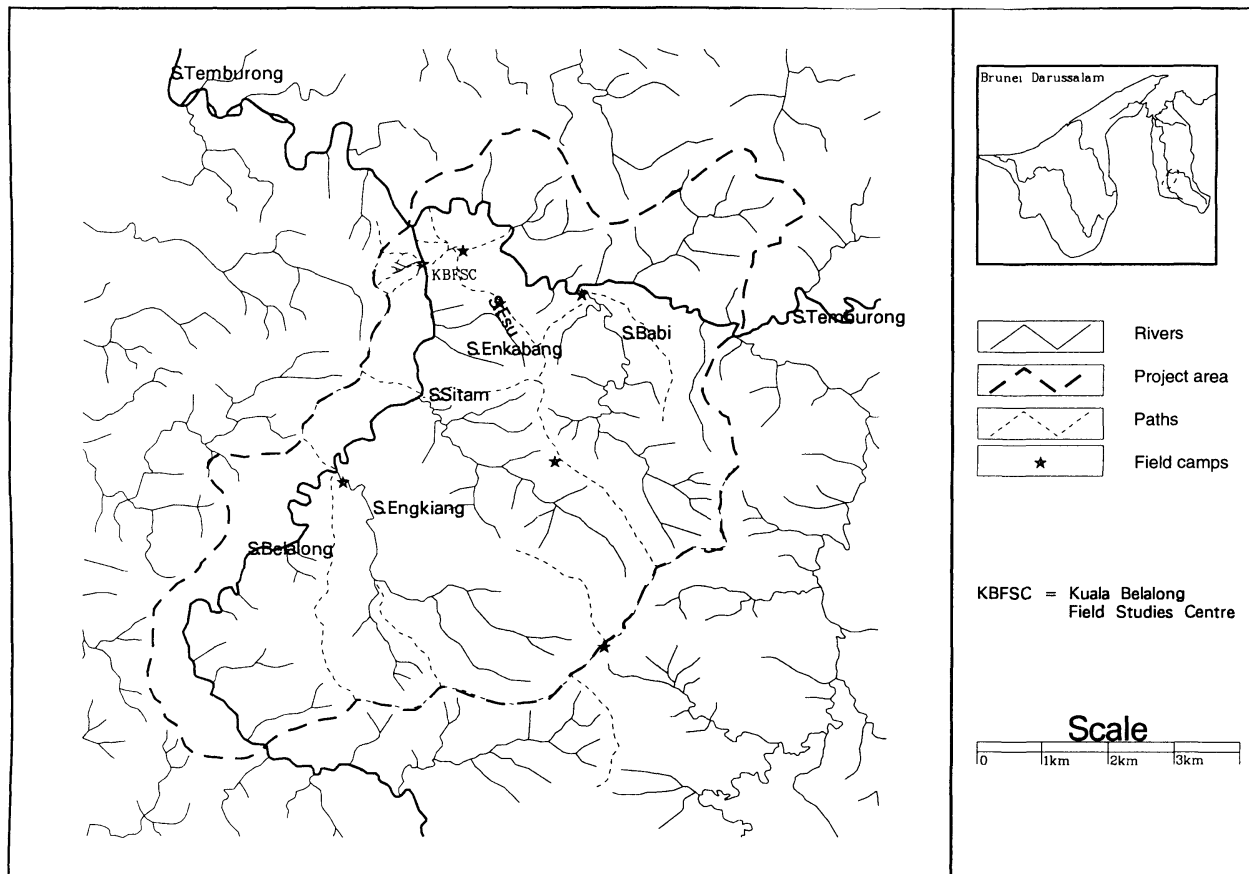 S.Temburong
KBFSC
S.Esu
S.Enkabang
S.Babi
S.Temburong
S.Sitam
S.Engkiang
S.Belalong
Brunei Darussalam
Rivers
Project area
Paths
Field camps
KBFSC = Kuala Belalong
Field Studies Centre
Scale
0 1km 2km 3km